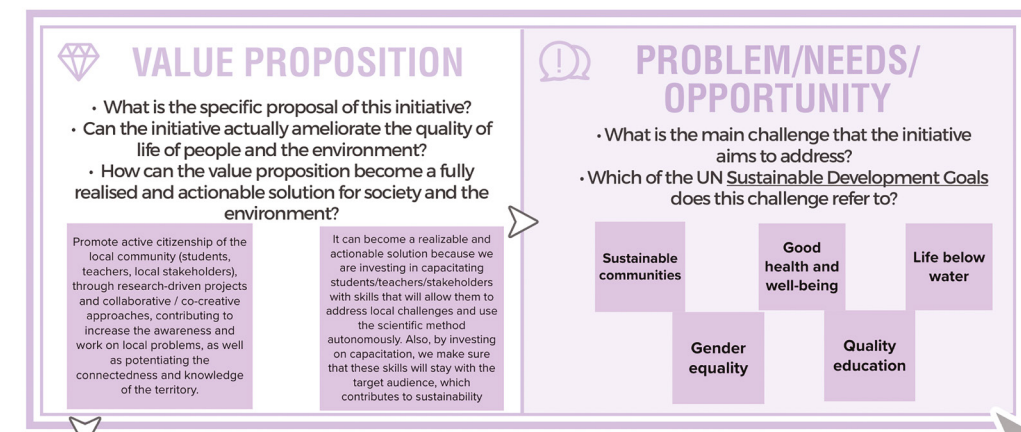 VALUE PROPOSITION
• What is the specific proposal of this initiative?
• Can the initiative actually ameliorate the quality of
life of people and the environment?
• How can the value proposition become a fully
realised and actionable solution for society and the
environment?
Promote active citizenship of the
local community (students,
teachers, local stakeholders),
through research-driven projects
and collaborative / co-creative
approaches, contributing to
increase the awareness and
work on local problems, as well
as potentiating the
connectedness and knowledge
of the territory.
It can become a realizable and
actionable solution because we
are investing in capacitating
students/teachers/stakeholders
with skills that will allow them to
address local challenges and use
the scientific method
autonomously. Also, by investing
on capacitation, we make sure
that these skills will stay with the
target audience, which
contributes to sustainability
PROBLEM/NEEDS/
OPPORTUNITY
• What is the main challenge that the initiative
aims to address?
• Which of the UN Sustainable Development Goals
does this challenge refer to?
Sustainable
communities
Good
health and
well-being
Life below
water
Gender
equality
Quality
education